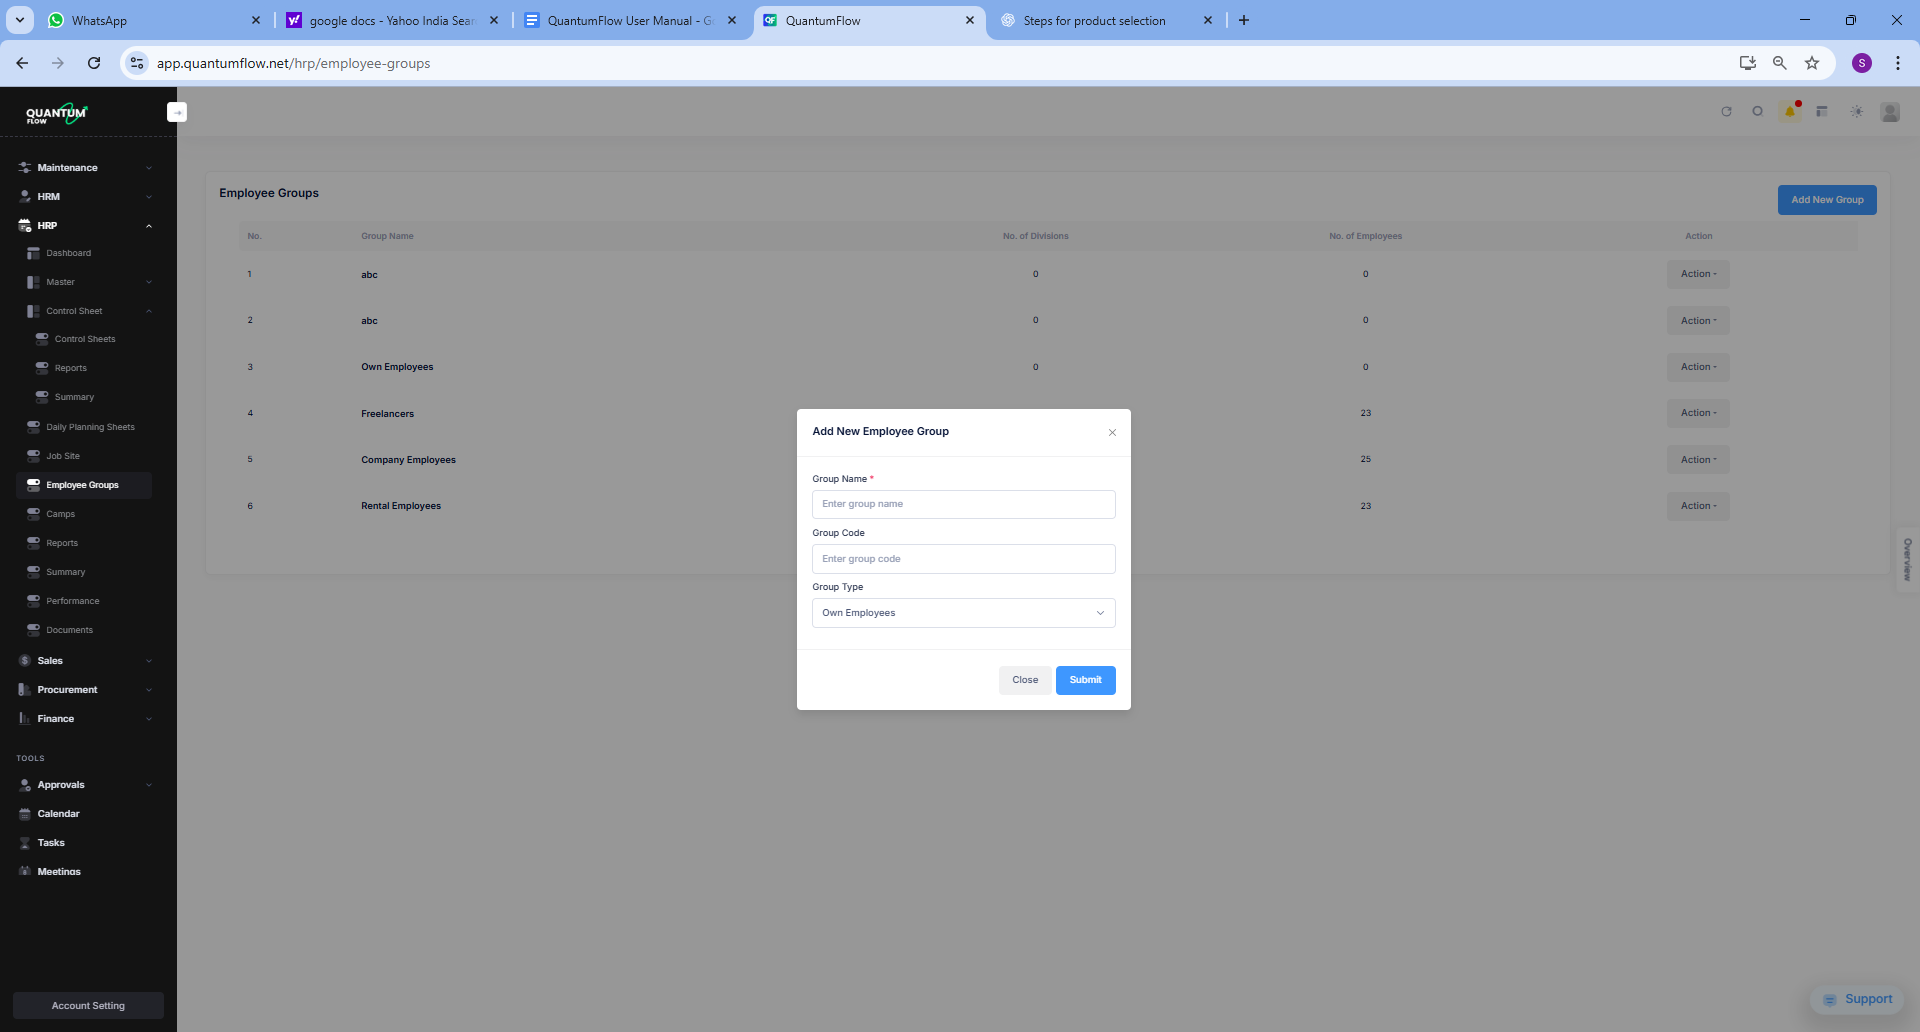 WhatsApp
google docs - Yahoo India Sear
QuantumFlow User Manual - G
QuantumFlow
Steps for product selection
app.quantumflow.net/hrp/employee-groups
S
QUANTUM
FLOW
Maintenance
HRM
HRP
Dashboard
Master
Control Sheet
Control Sheets
Reports
Summary
Daily Planning Sheets
Job Site
Employee Groups
Camps
Reports
Summary
Performance
Documents
Sales
Procurement
Finance
TOOLS
Approvals
Calendar
Tasks
Meetings
Account Setting
Employee Groups
Add New Group
No. Group Name No. of Divisions No. of Employees Action
1 abc 0 0 Action
2 abc 0 0 Action
3 Own Employees 0 0 Action
4 Freelancers 23 Action
5 Company Employees 25 Action
6 Rental Employees 23 Action
Add New Employee Group
Group Name *
Enter group name
Group Code
Enter group code
Group Type
Own Employees
Close Submit
Overview
Support